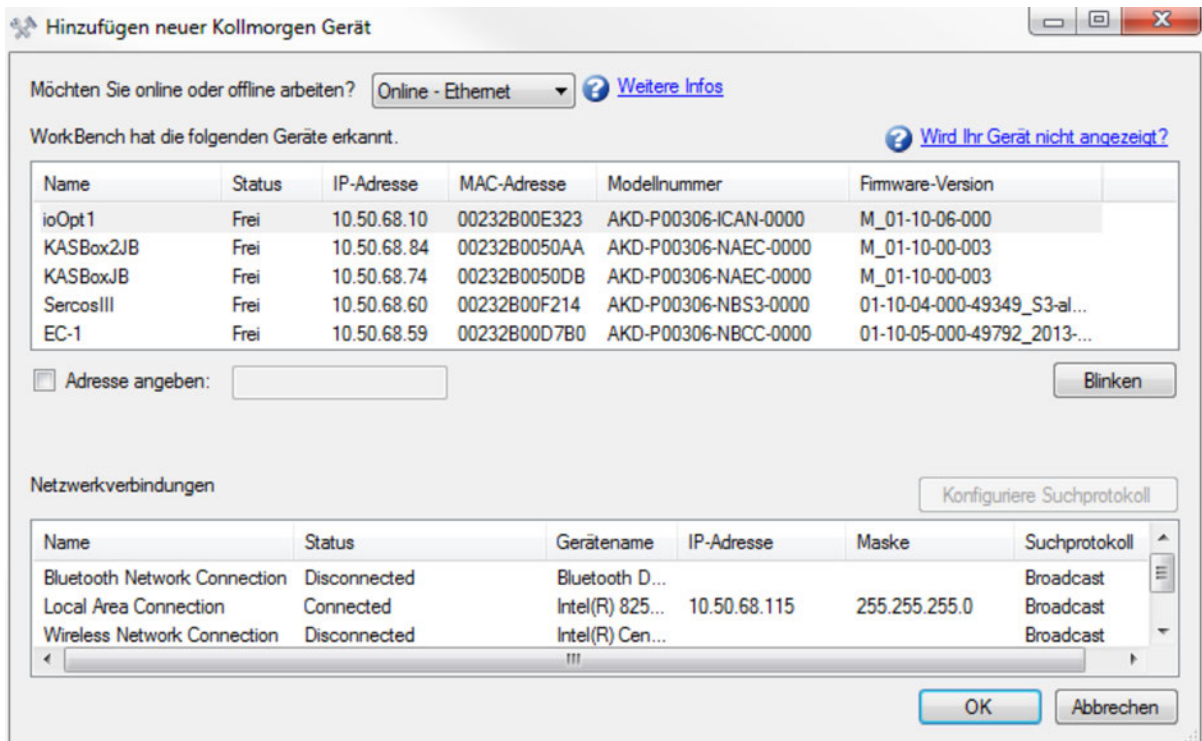 Hinzufügen neuer Kollmorgen Gerät
Möchten Sie online oder offline arbeiten? Online - Ethernet Weitere Infos
WorkBench hat die folgenden Geräte erkannt. Wird Ihr Gerät nicht angezeigt?
Name Status IP-Adresse MAC-Adresse Modellnummer Firmware-Version
ioOpt1 Frei 10.50.68.10 00232B00E323 AKD-P00306-ICAN-0000 M_01-10-06-000
KASBox2JB Frei 10.50.68.84 00232B0050AA AKD-P00306-NAEC-0000 M_01-10-00-003
KASBoxJB Frei 10.50.68.74 00232B0050DB AKD-P00306-NAEC-0000 M_01-10-00-003
SercosIII Frei 10.50.68.60 00232B00F214 AKD-P00306-NBS3-0000 01-10-04-000-49349_S3-al...
EC-1 Frei 10.50.68.59 00232B00D7B0 AKD-P00306-NBCC-0000 01-10-05-000-49792_2013-...
Adresse angeben: Blinken
Netzwerkverbindungen Konfiguriere Suchprotokoll
Name Status Gerätename IP-Adresse Maske Suchprotokoll
Bluetooth Network Connection Disconnected Bluetooth D... Broadcast
Local Area Connection Connected Intel(R) 825... 10.50.68.115 255.255.255.0 Broadcast
Wireless Network Connection Disconnected Intel(R) Cen... Broadcast
OK Abbrechen